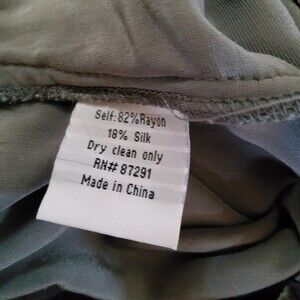 Self: 82%Rayon
18% Silk
Dry clean only
RN# 87291
Made in China